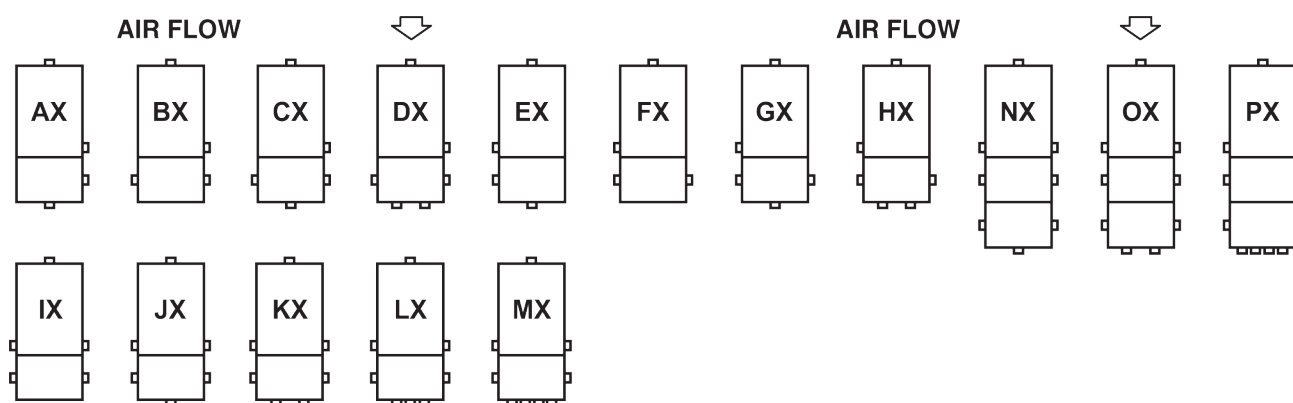 AIR FLOW AIR FLOW
AX BX CX DX EX FX GX HX NX OX PX
IX JX KX LX MX